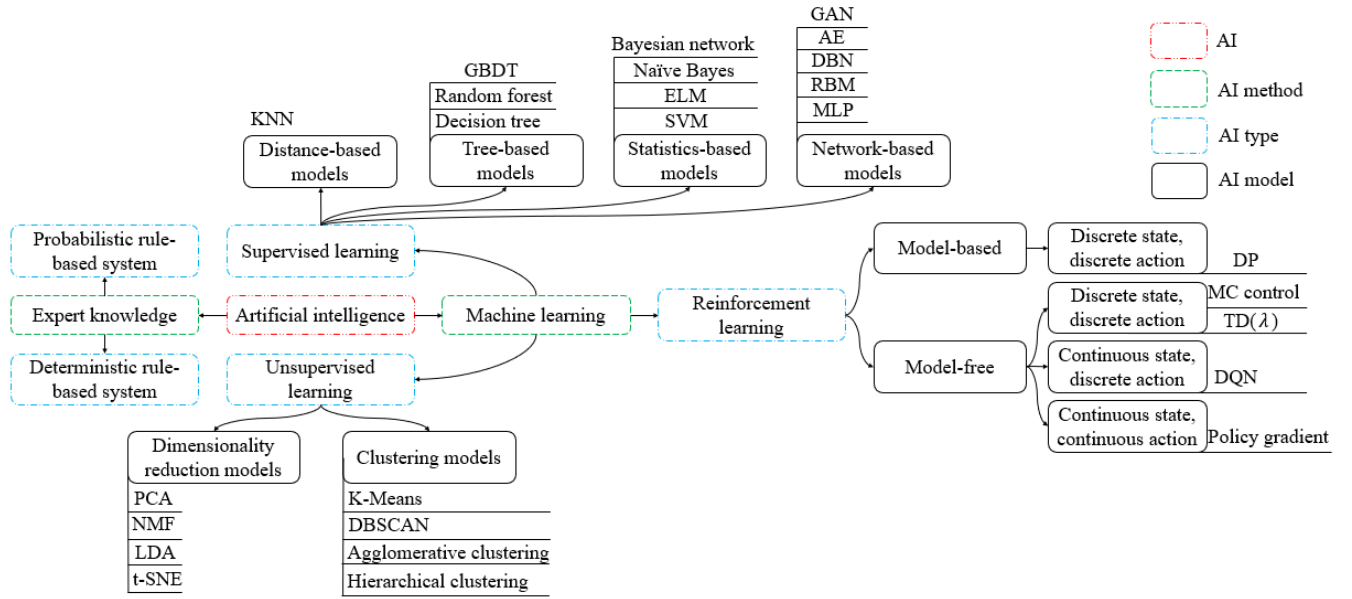 GAN
AE
DBN
RBM
MLP
Network-based
models
Bayesian network
Naïve Bayes
ELM
SVM
Statistics-based
models
GBDT
Random forest
Decision tree
Tree-based
models
KNN
Distance-based
models
AI
AI method
AI type
AI model
Probabilistic rule-
based system
Supervised learning
Expert knowledge
Artificial intelligence
Machine learning
Reinforcement
learning
Deterministic rule-
based system
Unsupervised
learning
Model-based
Discrete state,
discrete action
DP
Discrete state,
discrete action
MC control
TD(λ)
Model-free
Continuous state,
discrete action
DQN
Continuous state,
continuous action
Policy gradient
Dimensionality
reduction models
PCA
NMF
LDA
t-SNE
Clustering models
K-Means
DBSCAN
Agglomerative clustering
Hierarchical clustering